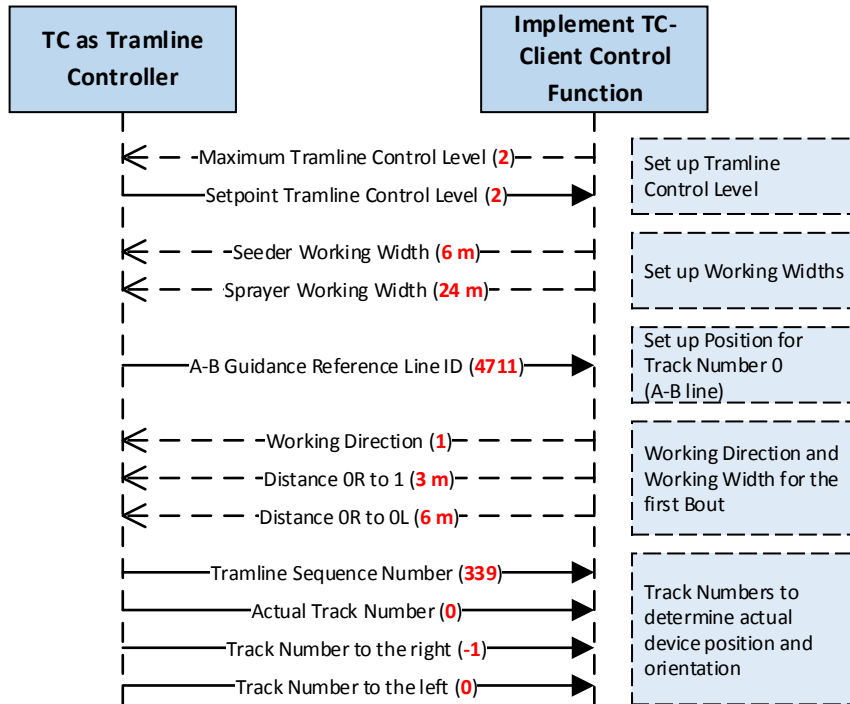 TC as Tramline
Controller
Implement TC-
Client Control
Function
Maximum Tramline Control Level (2)
Setpoint Tramline Control Level (2)
Set up Tramline
Control Level
Seeder Working Width (6 m)
Sprayer Working Width (24 m)
Set up Working Widths
A-B Guidance Reference Line ID (4711)
Set up Position for
Track Number 0
(A-B line)
Working Direction (1)
Distance 0R to 1 (3 m)
Distance 0R to 0L (6 m)
Working Direction and
Working Width for the
first Bout
Tramline Sequence Number (339)
Actual Track Number (0)
Track Number to the right (-1)
Track Number to the left (0)
Track Numbers to
determine actual
device position and
orientation